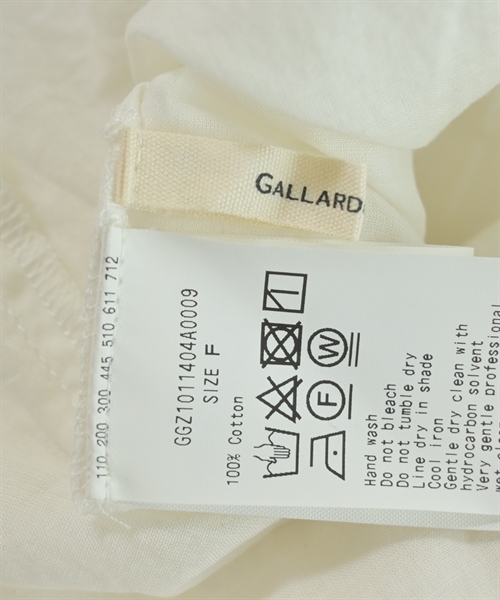 GALLARD
GGZ1011404A0009
SIZE F
100% Cotton
Hand wash
Do not bleach
Do not tumble dry
Line dry in shade
Cool iron
Gentle dry clean with
hydrocarbon solvent
Very gentle professional
wet
110 200 300 445 510 611 712
W
F